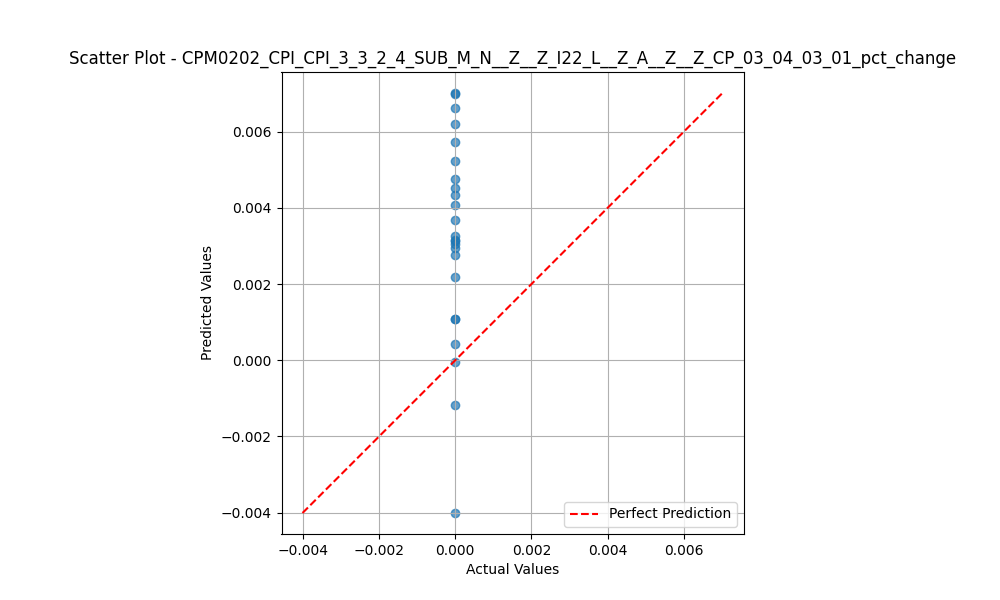 Scatter Plot - CPM0202_CPI_CPI_3_3_2_4_SUB_M_N__Z__Z_I22_L__Z_A__Z__Z_CP_03_04_03_01_pct_change
0.006
0.004
0.002
0.000
−0.002
−0.004
Predicted Values
Perfect Prediction
−0.004 −0.002 0.000 0.002 0.004 0.006
Actual Values